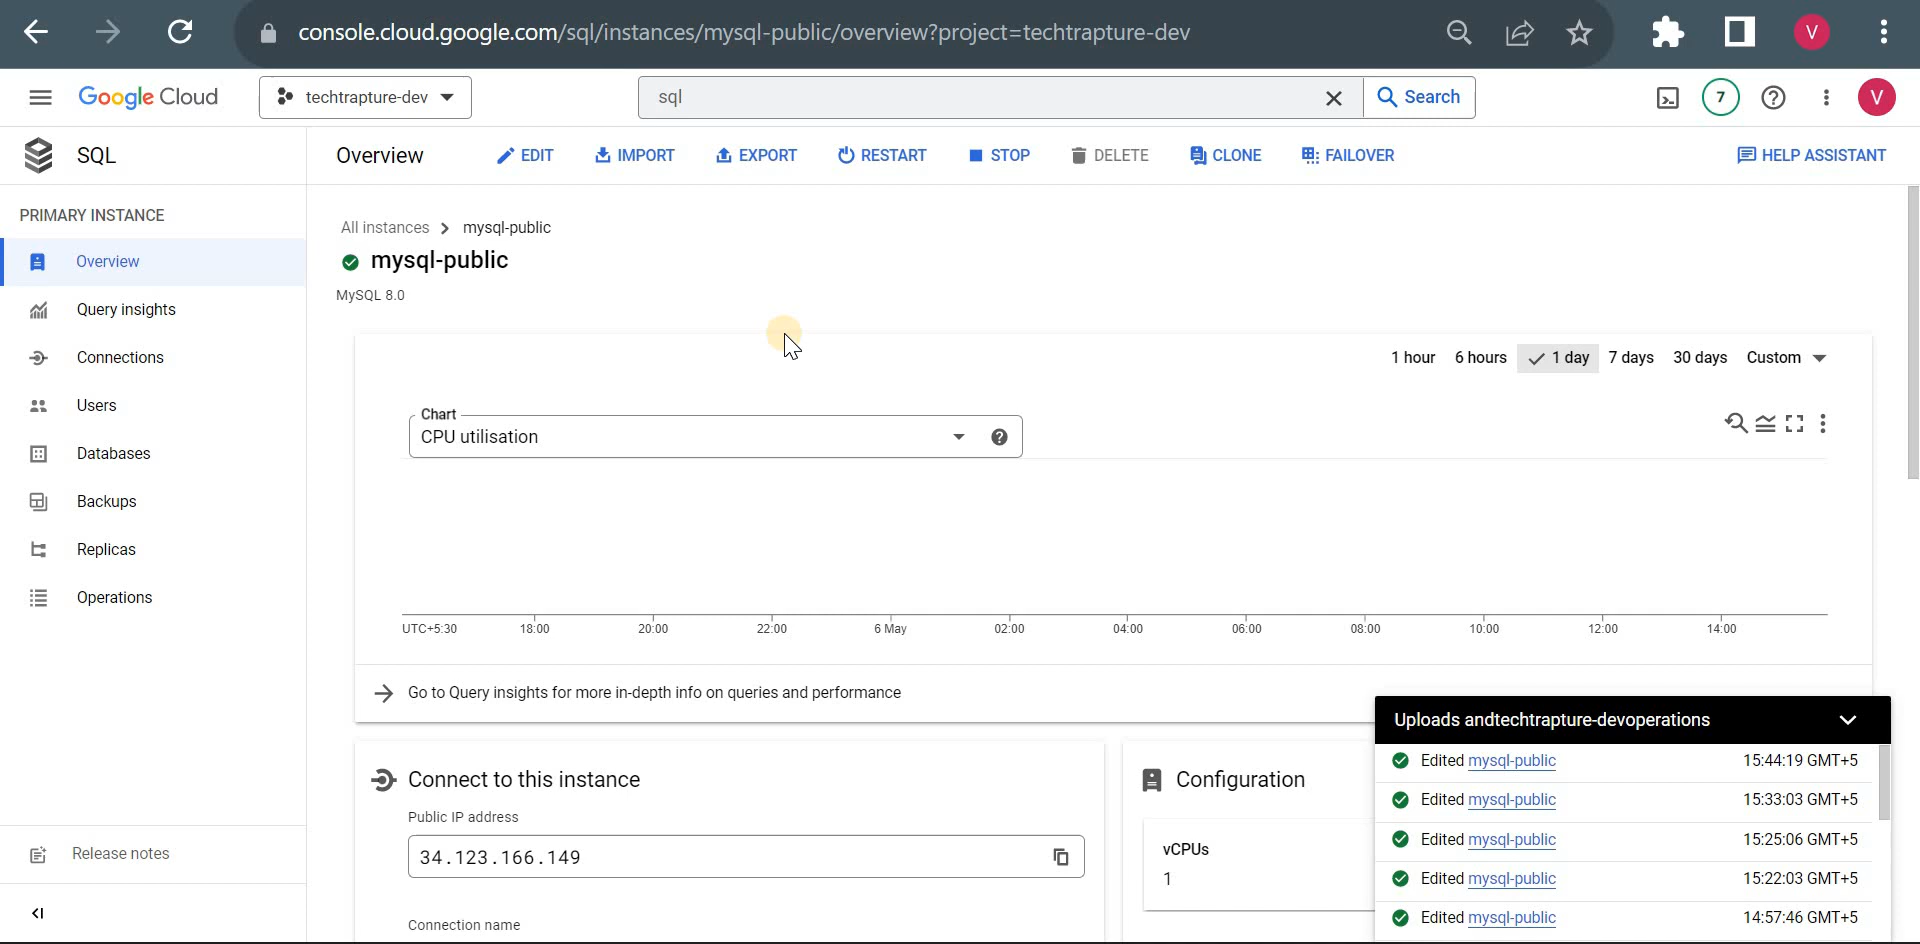 console.cloud.google.com/sql/instances/mysql-public/overview?project=techtrapture-dev
V
Google Cloud
techtrapture-dev
sql
Search
7
V
SQL
Overview
EDIT
IMPORT
EXPORT
RESTART
STOP
DELETE
CLONE
FAILOVER
HELP ASSISTANT
PRIMARY INSTANCE
Overview
Query insights
Connections
Users
Databases
Backups
Replicas
Operations
Release notes
All instances > mysql-public
mysql-public
MySQL 8.0
1 hour 6 hours 1 day 7 days 30 days Custom
Chart
CPU utilisation
UTC+5:30 18:00 20:00 22:00 6 May 02:00 04:00 06:00 08:00 10:00 12:00 14:00
Go to Query insights for more in-depth info on queries and performance
Connect to this instance
Public IP address
34.123.166.149
Connection name
Configuration
vCPUs
1
Uploads andtechtrapture-devoperations
Edited mysql-public 15:44:19 GMT+5
Edited mysql-public 15:33:03 GMT+5
Edited mysql-public 15:25:06 GMT+5
Edited mysql-public 15:22:03 GMT+5
Edited mysql-public 14:57:46 GMT+5